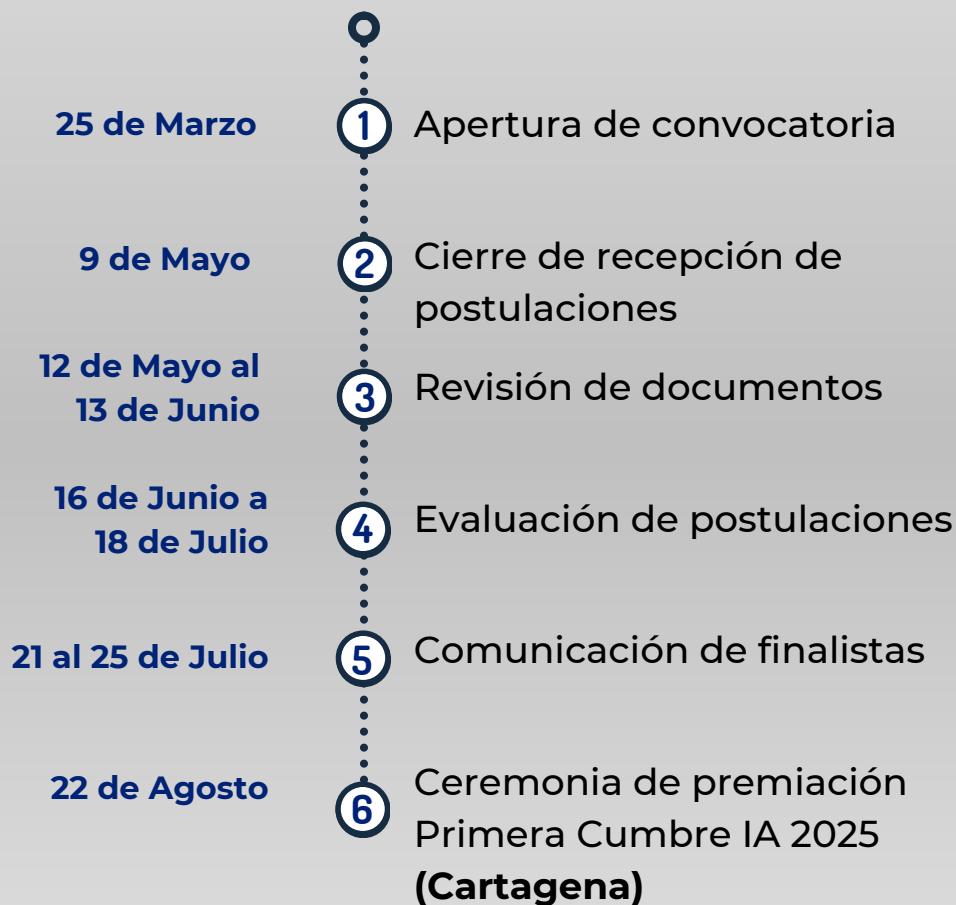 25 de Marzo
1
Apertura de convocatoria
9 de Mayo
2
Cierre de recepción de
postulaciones
12 de Mayo al
13 de Junio
3
Revisión de documentos
16 de Junio a
18 de Julio
4
Evaluación de postulaciones
21 al 25 de Julio
5
Comunicación de finalistas
22 de Agosto
6
Ceremonia de premiación
Primera Cumbre IA 2025
(Cartagena)